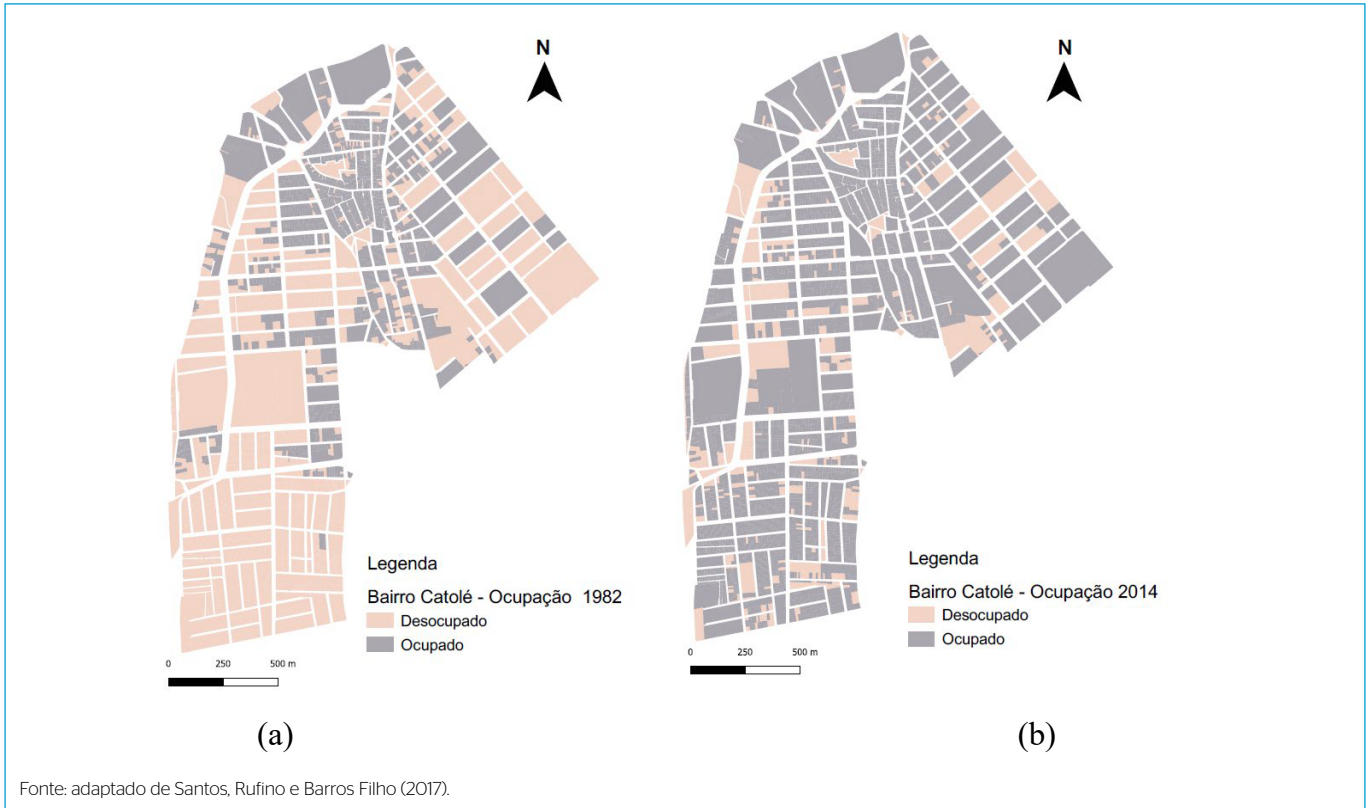 N
Legenda
Bairro Catolé - Ocupação 1982
Desocupado
Ocupado
0 250 500 m
(a)
N
Legenda
Bairro Catolé - Ocupação 2014
Desocupado
Ocupado
0 250 500 m
(b)
Fonte: adaptado de Santos, Rufino e Barros Filho (2017).